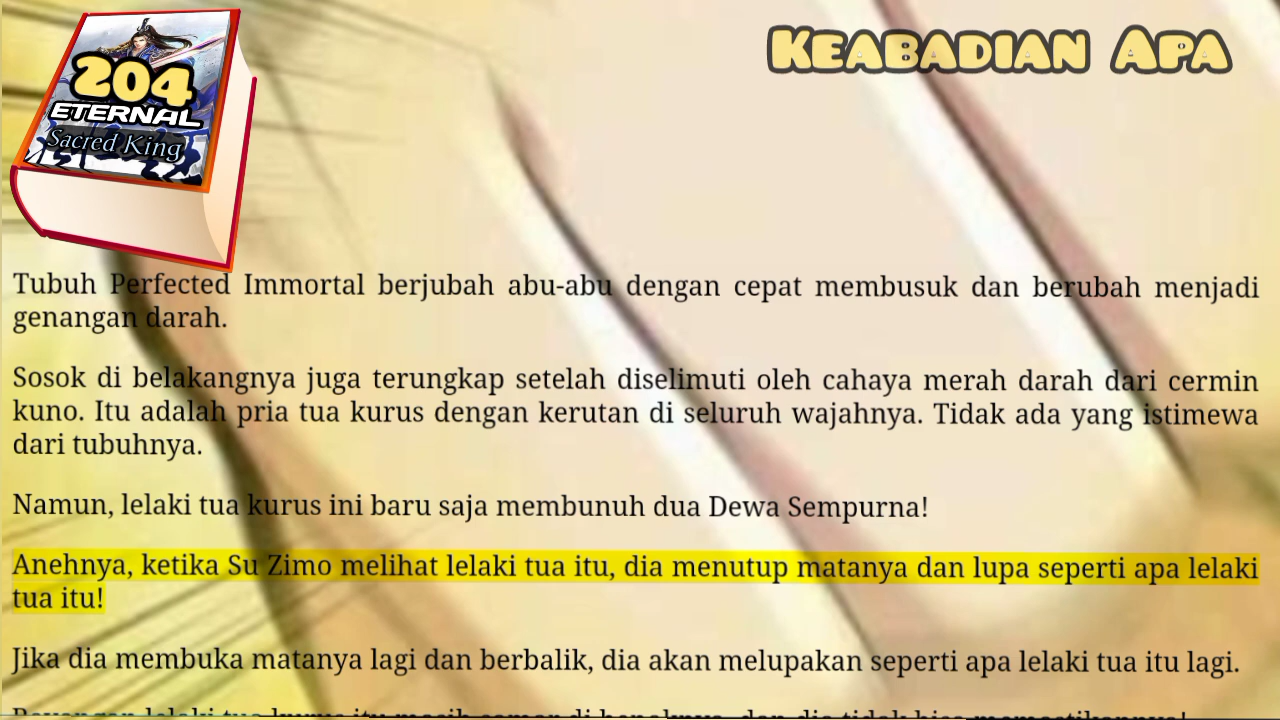 Keabadian Apa
204
ETERNAL
Sacred King
Tubuh Perfected Immortal berjubah abu-abu dengan cepat membusuk dan berubah menjadi
genangan darah.
Sosok di belakangnya juga terungkap setelah diselimuti oleh cahaya merah darah dari cermin
kuno. Itu adalah pria tua kurus dengan kerutan di seluruh wajahnya. Tidak ada yang istimewa
dari tubuhnya.
Namun, lelaki tua kurus ini baru saja membunuh dua Dewa Sempurna!
Anehnya, ketika Su Zimo melihat lelaki tua itu, dia menutup matanya dan lupa seperti apa lelaki
tua itu!
Jika dia membuka matanya lagi dan berbalik, dia akan melupakan seperti apa lelaki tua itu lagi.